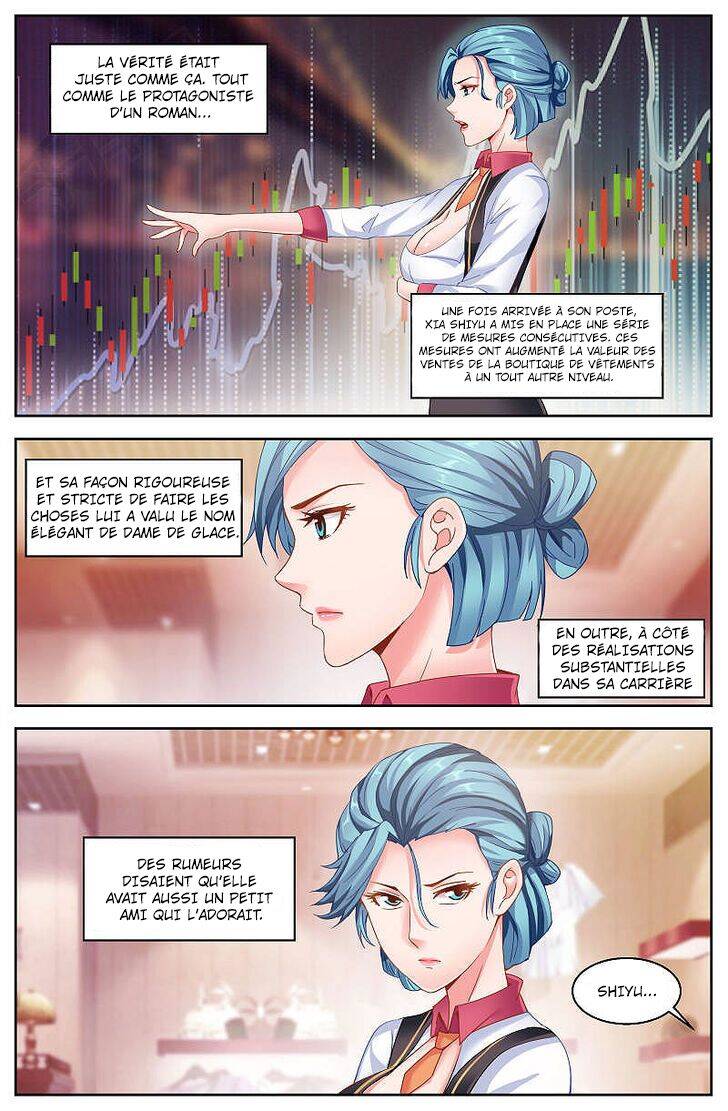 LA VÉRITÉ ÉTAIT
JUSTE COMME ÇA. TOUT
COMME LE PROTAGONISTE
D'UN ROMAN...
UNE FOIS ARRIVÉE À SON POSTE,
XIA SHIYU A MIS EN PLACE UNE SÉRIE
DE MESURES CONSÉCUTIVES. CES
MESURES ONT AUGMENTÉ LA VALEUR DES
VENTES DE LA BOUTIQUE DE VÊTEMENTS
À UN TOUT AUTRE NIVEAU.
ET SA FAÇON RIGOUREUSE
ET STRICTE DE FAIRE LES
CHOSES LUI A VALU LE NOM
ÉLÉGANT DE DAME DE GLACE.
EN OUTRE, À CÔTÉ
DES RÉALISATIONS
SUBSTANTIELLES
DANS SA CARRIÈRE
DES RUMEURS
DISAIENT QU'ELLE
AVAIT AUSSI UN PETIT
AMI QUI L'ADORAIT.
SHIYU...